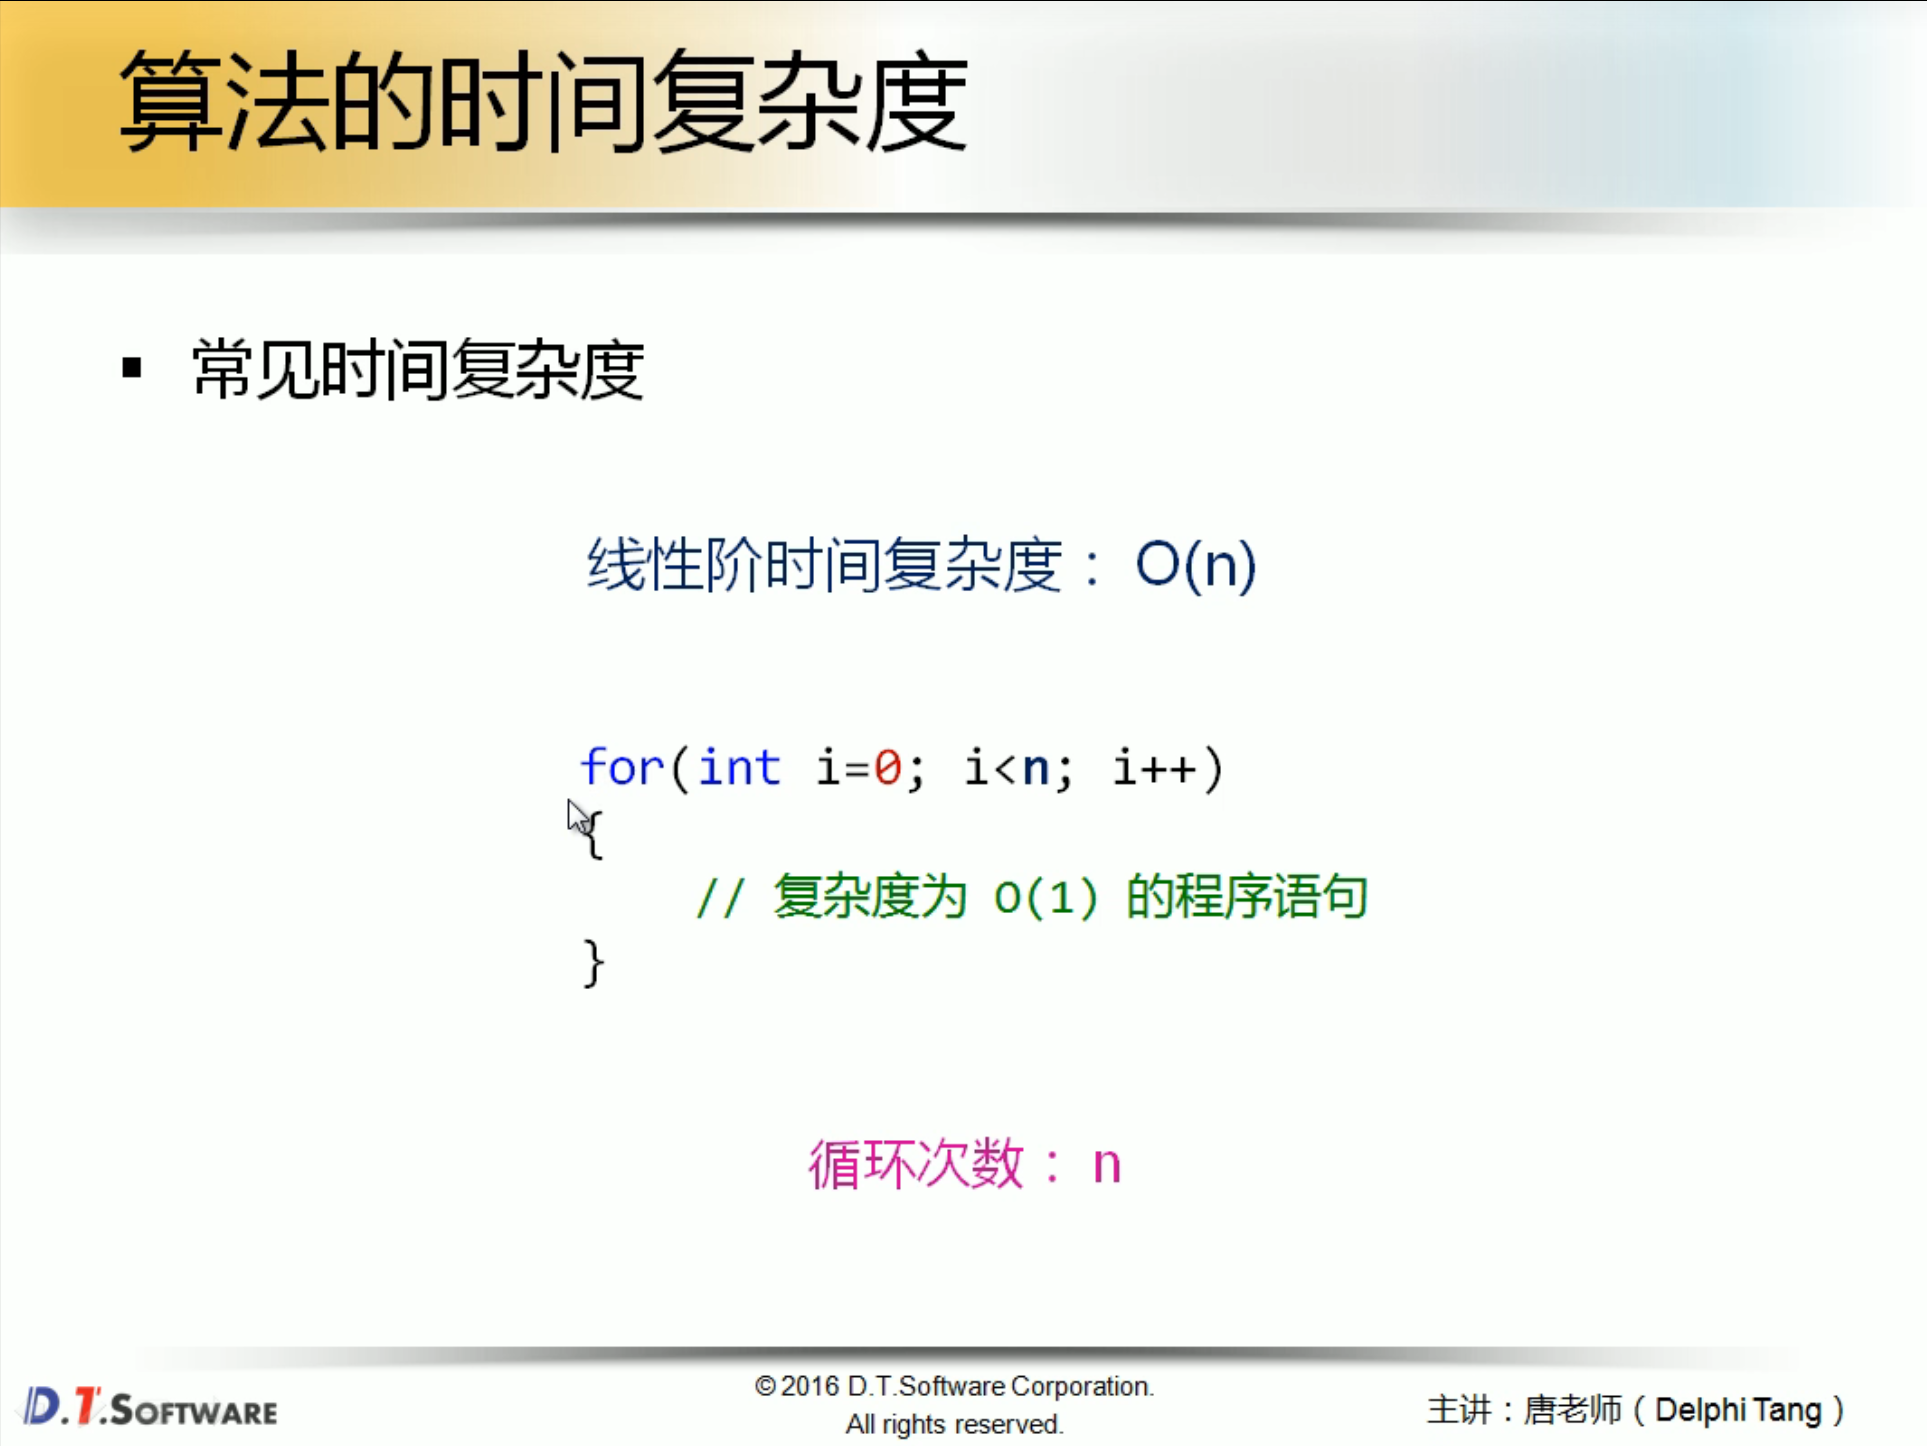 算法的时间复杂度
▪ 常见时间复杂度
线性阶时间复杂度：O(n)
for(int i=0; i<n; i++)
{
// 复杂度为 O(1) 的程序语句
}
循环次数：n
D.T.SOFTWARE
© 2016 D.T.Software Corporation.
All rights reserved.
主讲：唐老师（Delphi Tang）